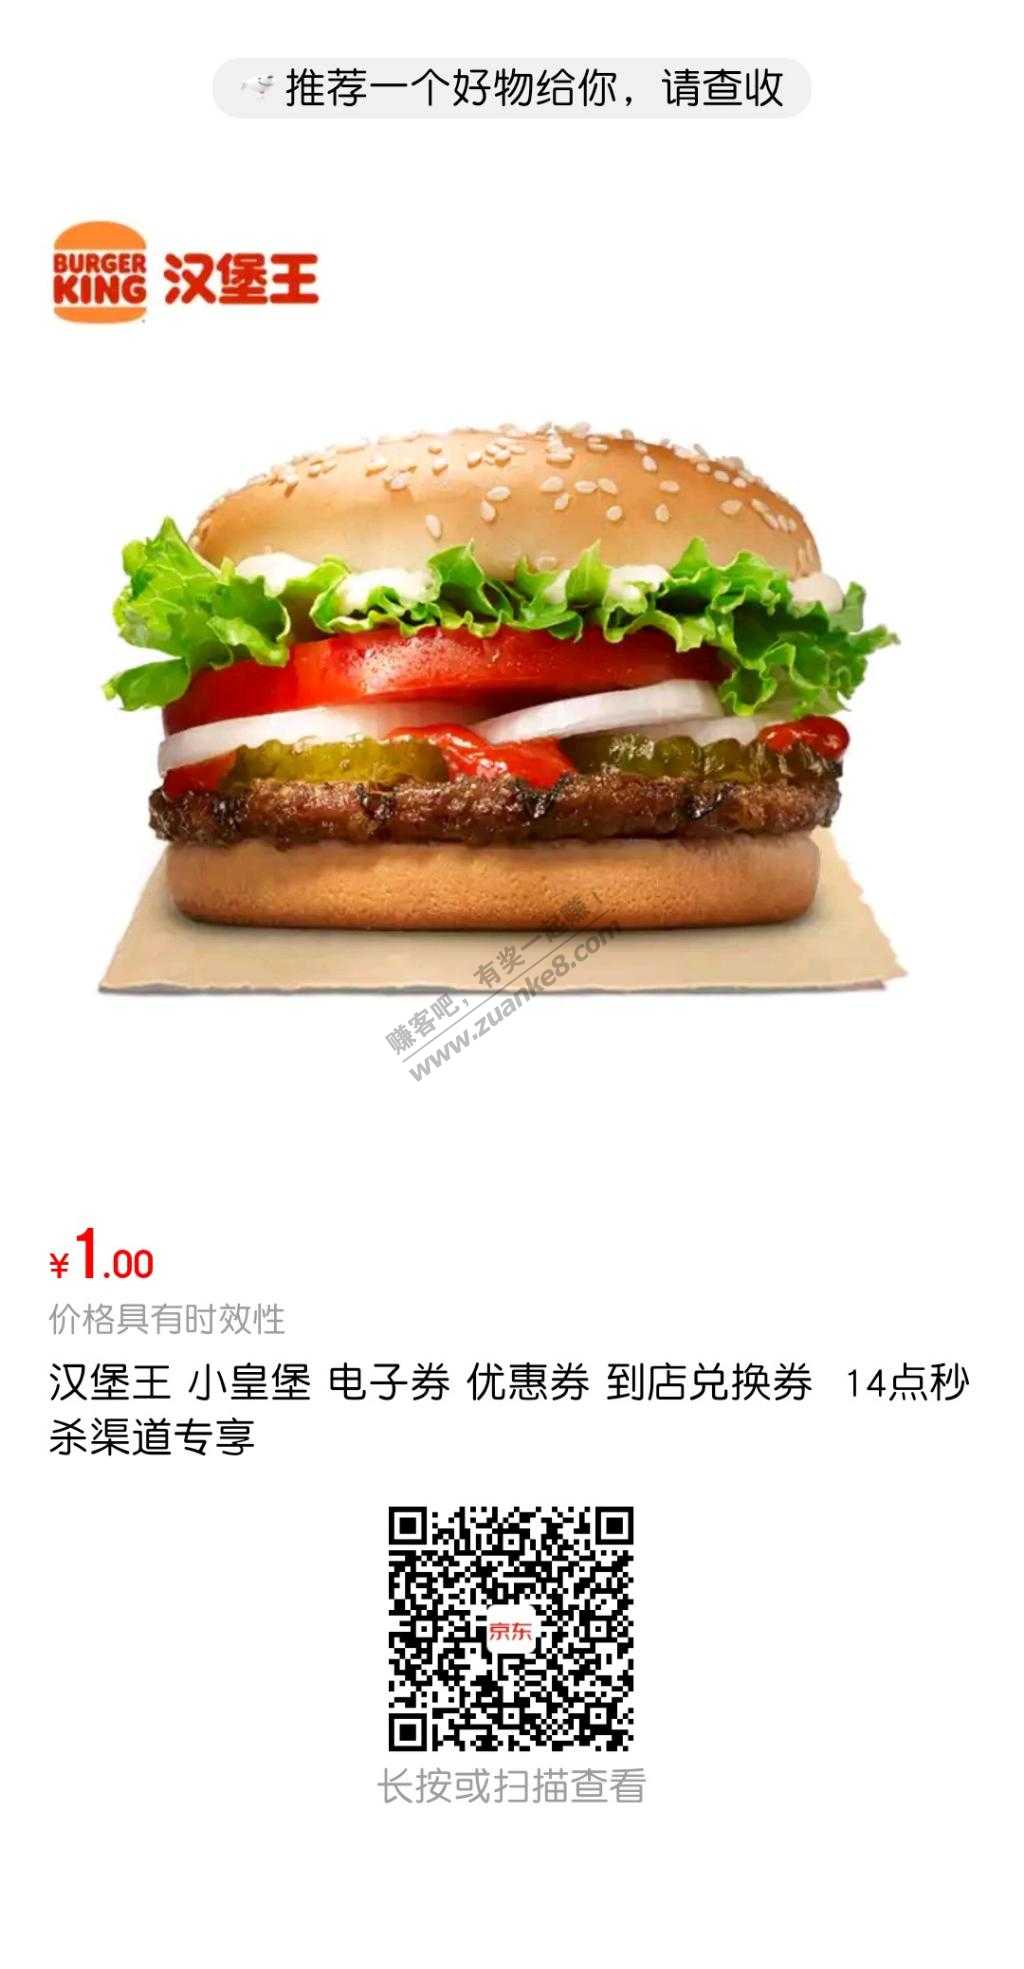 推荐一个好物给你，请查收
BURGER
KING
汉堡王
赚客吧，有奖一起赚！
www.zuanke8.com
¥1.00
价格具有时效性
汉堡王 小皇堡 电子券 优惠券 到店兑换券 14点秒
杀渠道专享
京东
长按或扫描查看